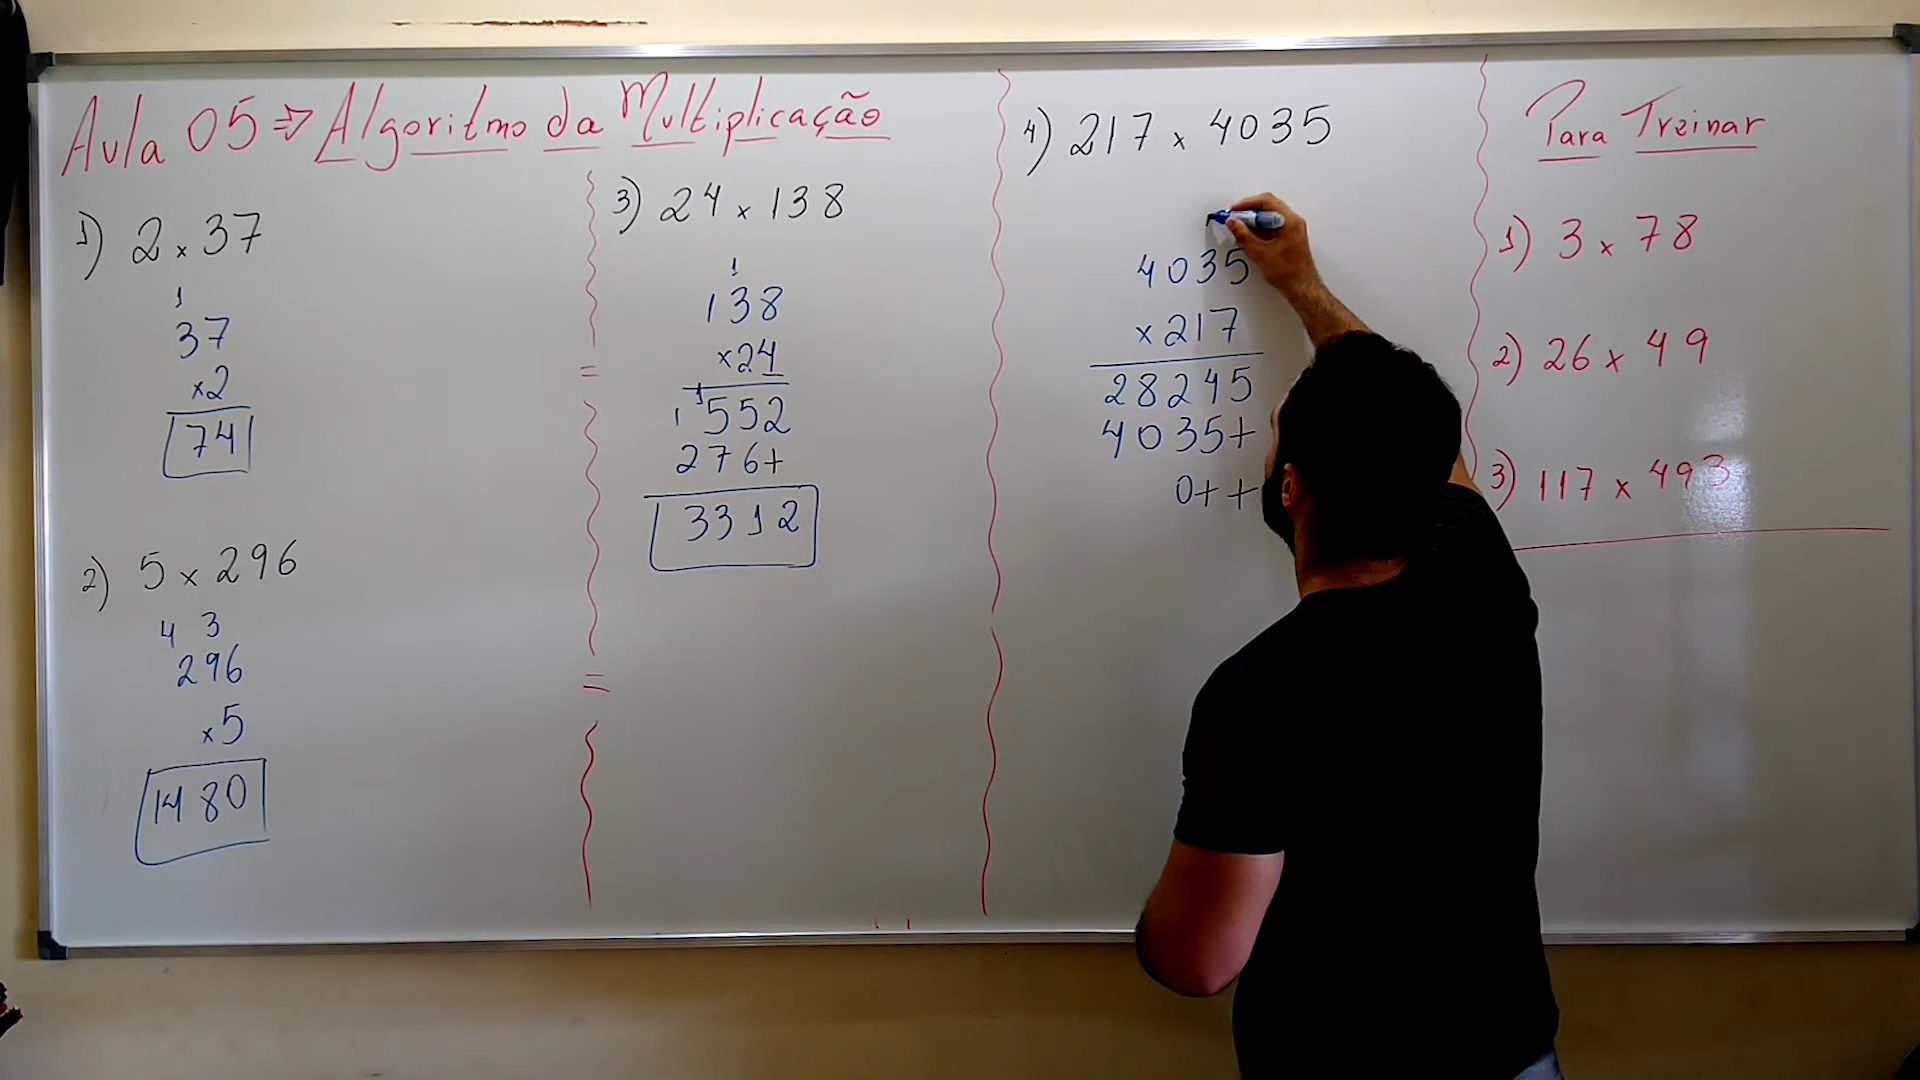 Aula 05 ⇒ Algoritmo da Multiplicação
1) 2 x 37
1
37
x2
74
2) 5 x 296
4 3
296
x5
1480
3) 24 x 138
1
138
x24
1 1
552
276+
3312
4) 217 x 4035
4035
x217
28245
4035+
0++
Para Treinar
1) 3 x 78
2) 26 x 49
3) 117 x 493